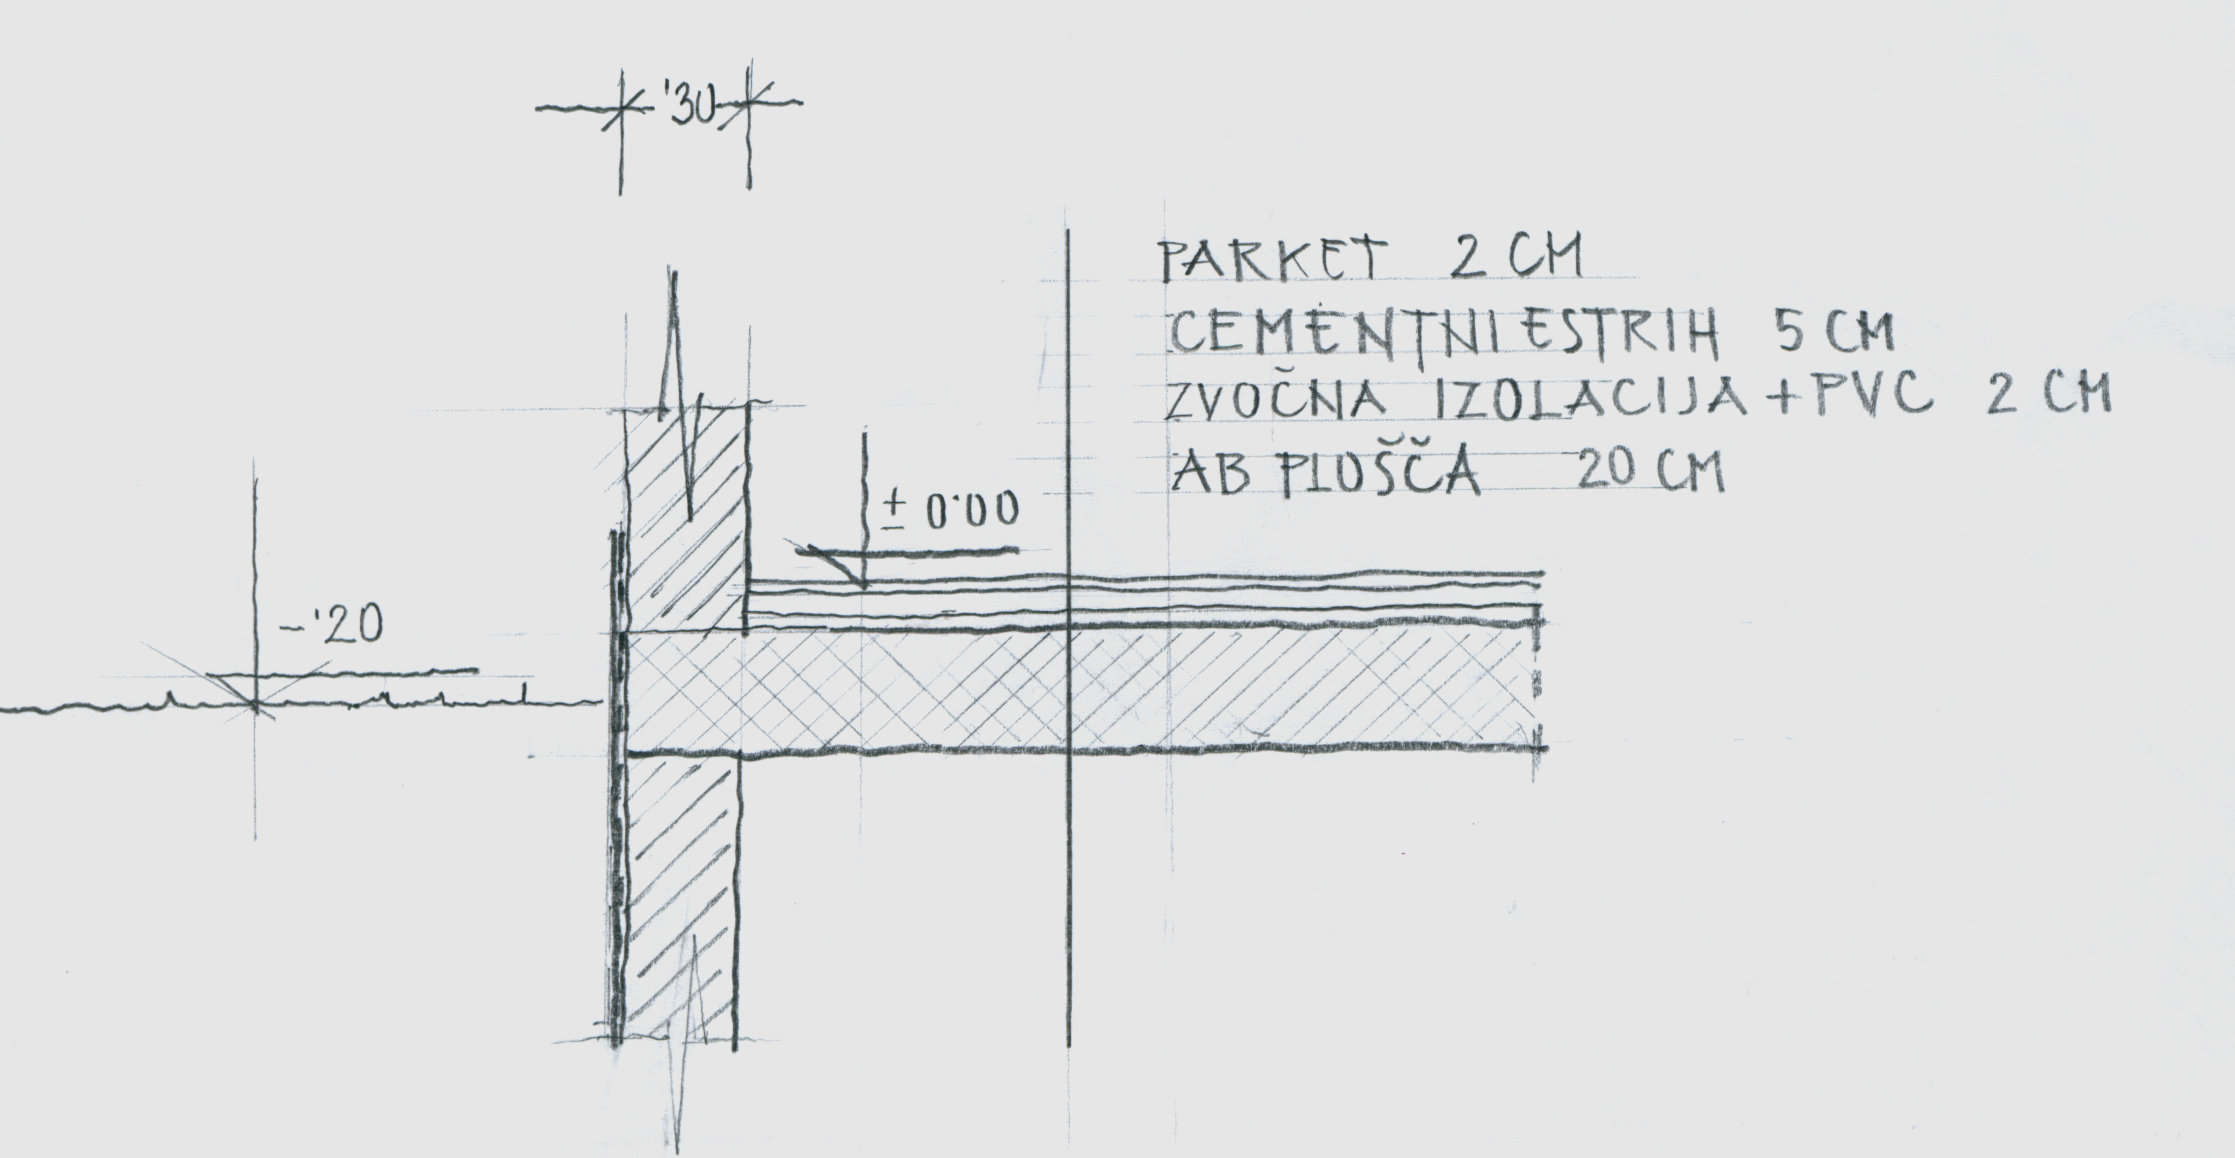 '30
PARKET 2 CM
CEMENTNI ESTRIH 5 CM
ZVOČNA IZOLACIJA + PVC 2 CM
AB PLOŠČA 20 CM
± 0'00
-'20